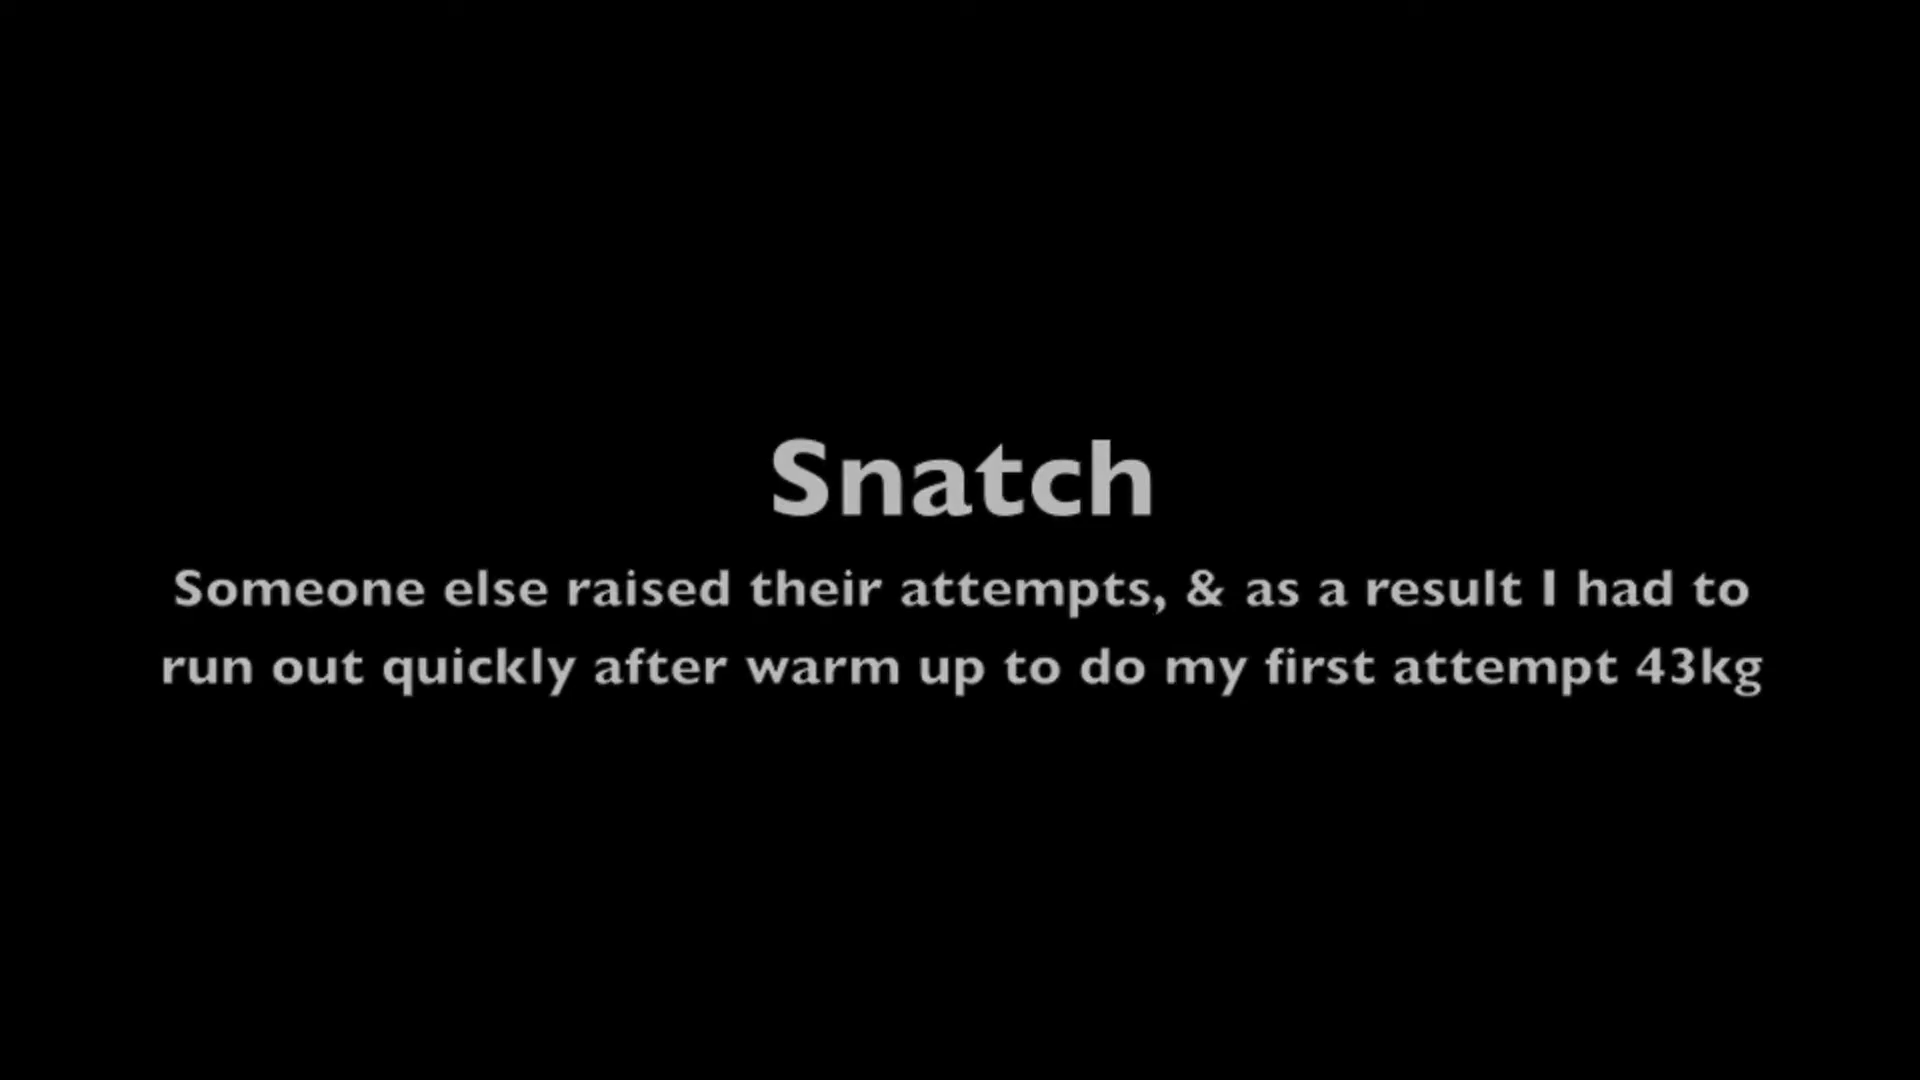 Snatch
Someone else raised their attempts, & as a result I had to
run out quickly after warm up to do my first attempt 43kg